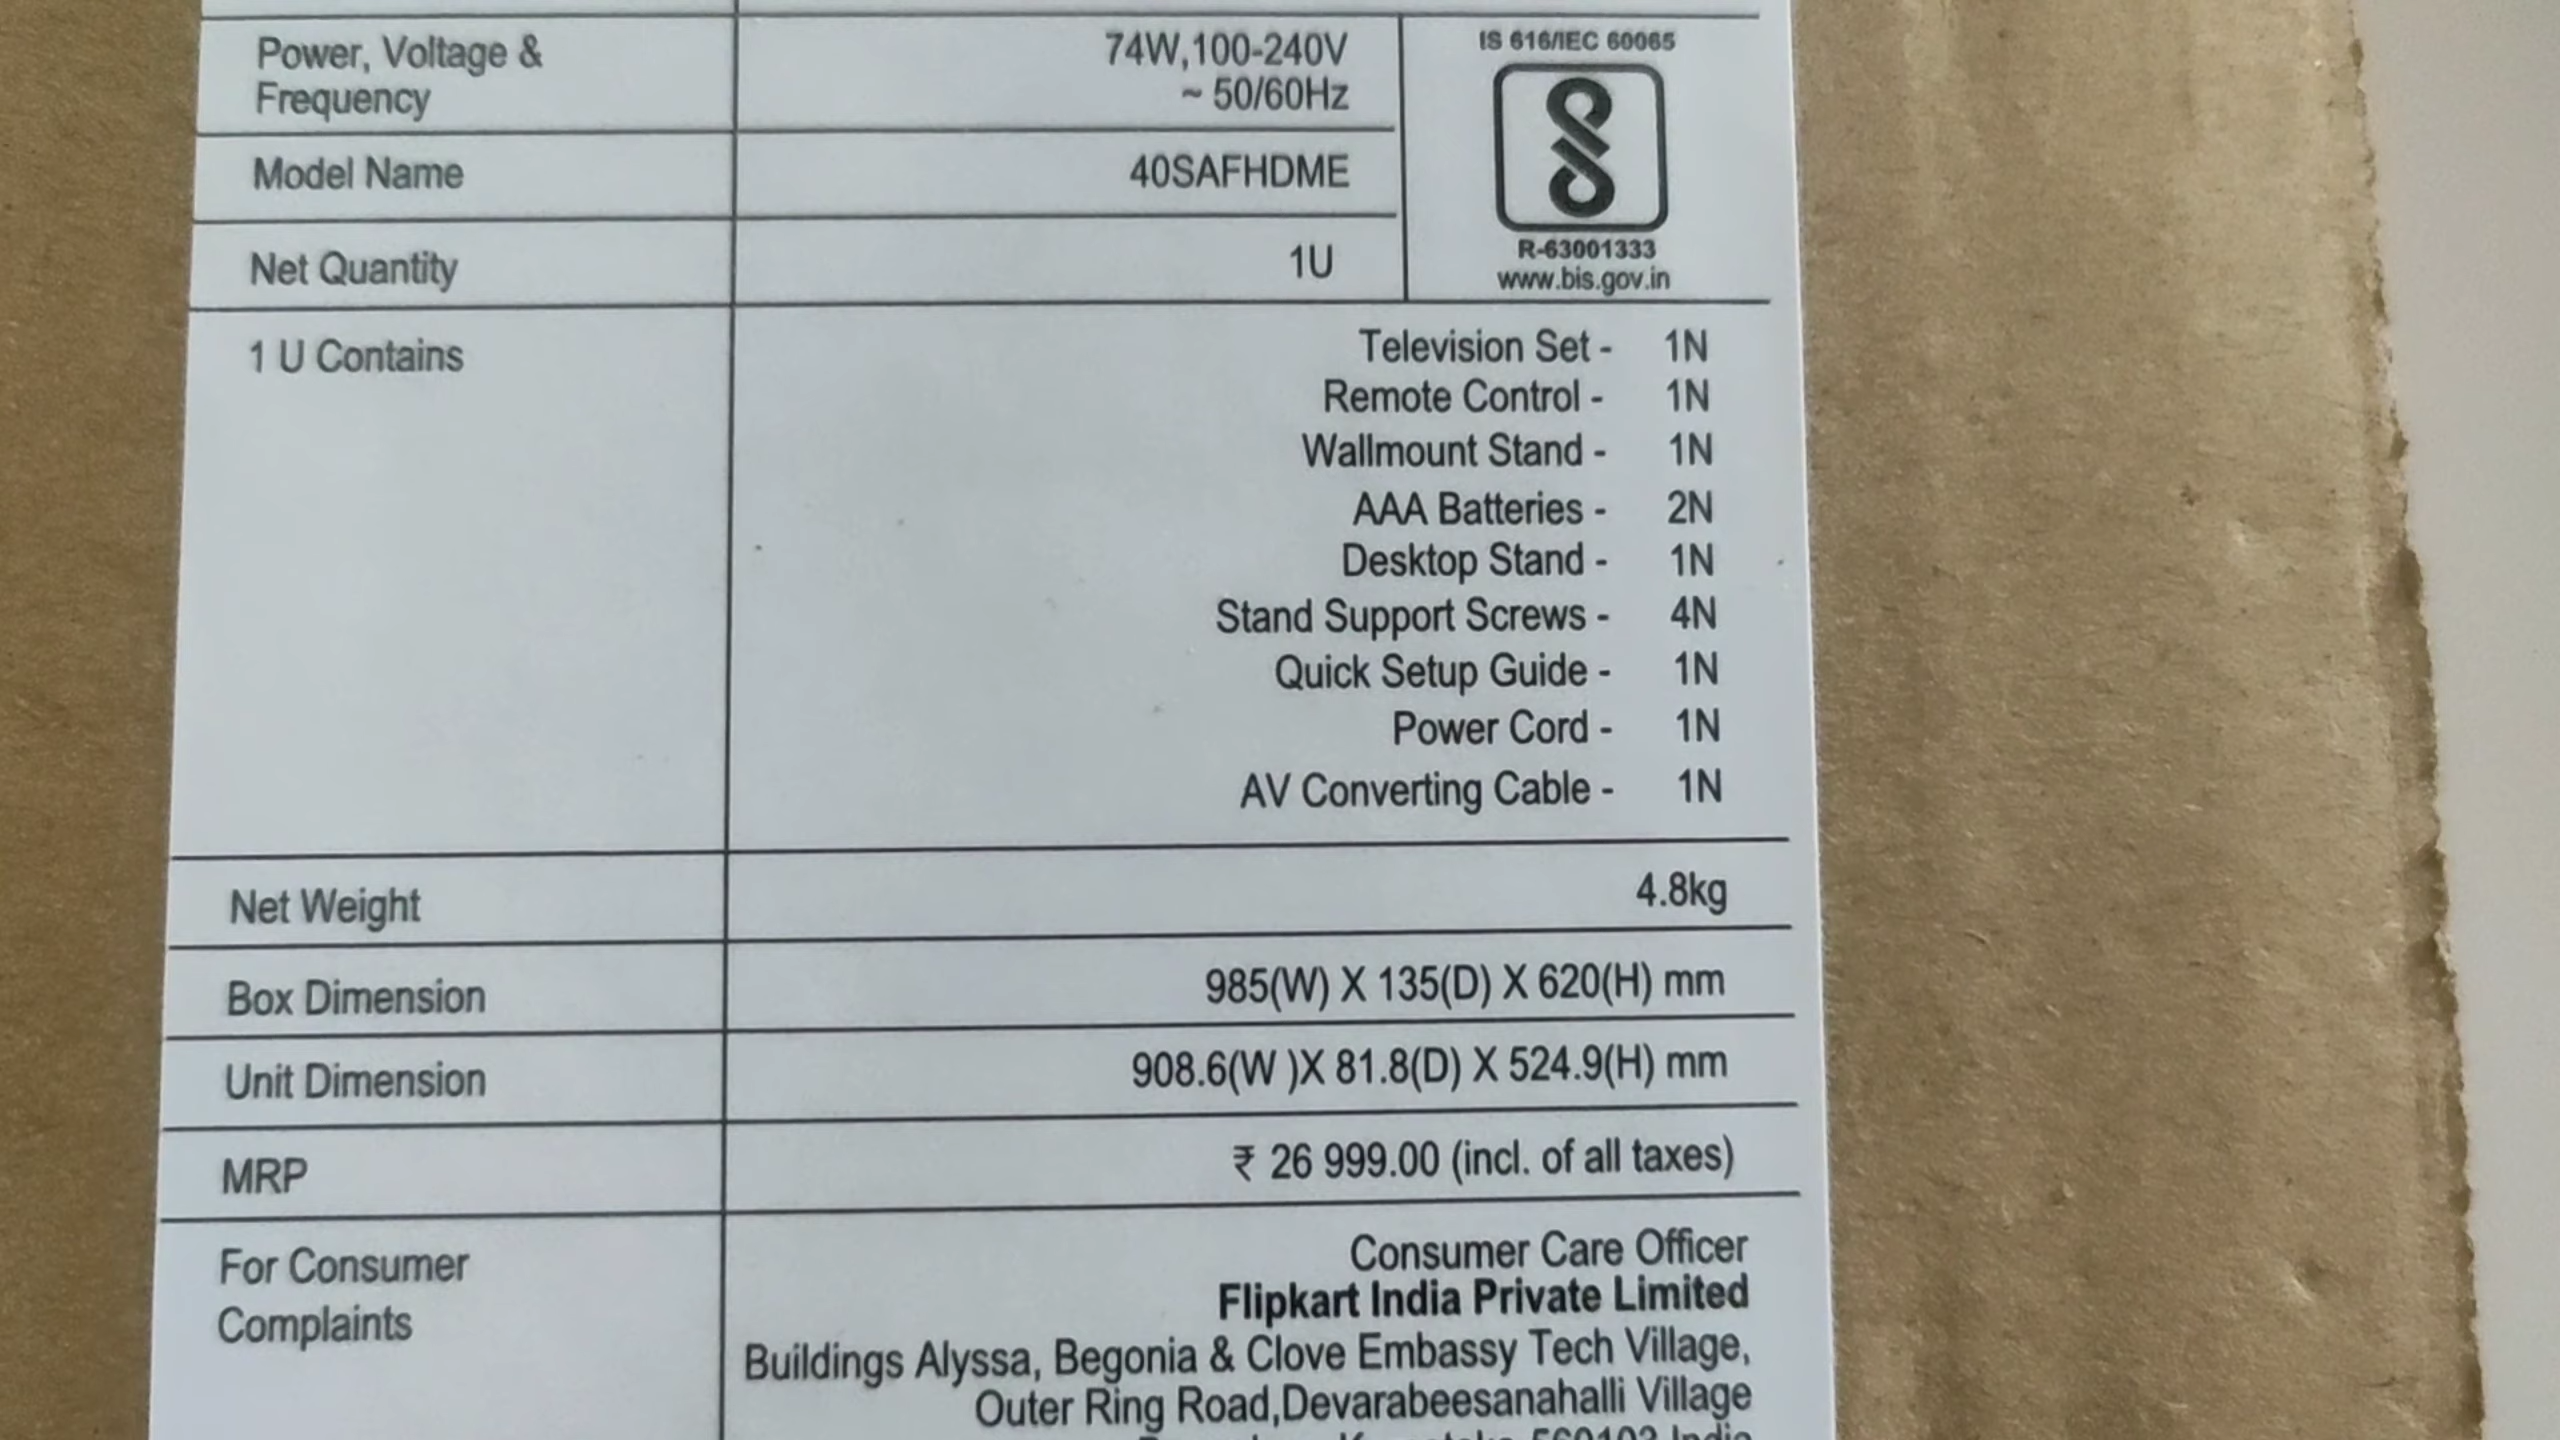 Power, Voltage &
Frequency
74W,100-240V
~ 50/60Hz
IS 616/IEC 60065
R-63001333
www.bis.gov.in
Model Name
40SAFHDME
Net Quantity
1U
1 U Contains
Television Set - 1N
Remote Control - 1N
Wallmount Stand - 1N
AAA Batteries - 2N
Desktop Stand - 1N
Stand Support Screws - 4N
Quick Setup Guide - 1N
Power Cord - 1N
AV Converting Cable - 1N
Net Weight
4.8kg
Box Dimension
985(W) X 135(D) X 620(H) mm
Unit Dimension
908.6(W )X 81.8(D) X 524.9(H) mm
MRP
₹ 26 999.00 (incl. of all taxes)
For Consumer
Complaints
Consumer Care Officer
Flipkart India Private Limited
Buildings Alyssa, Begonia & Clove Embassy Tech Village,
Outer Ring Road,Devarabeesanahalli Village